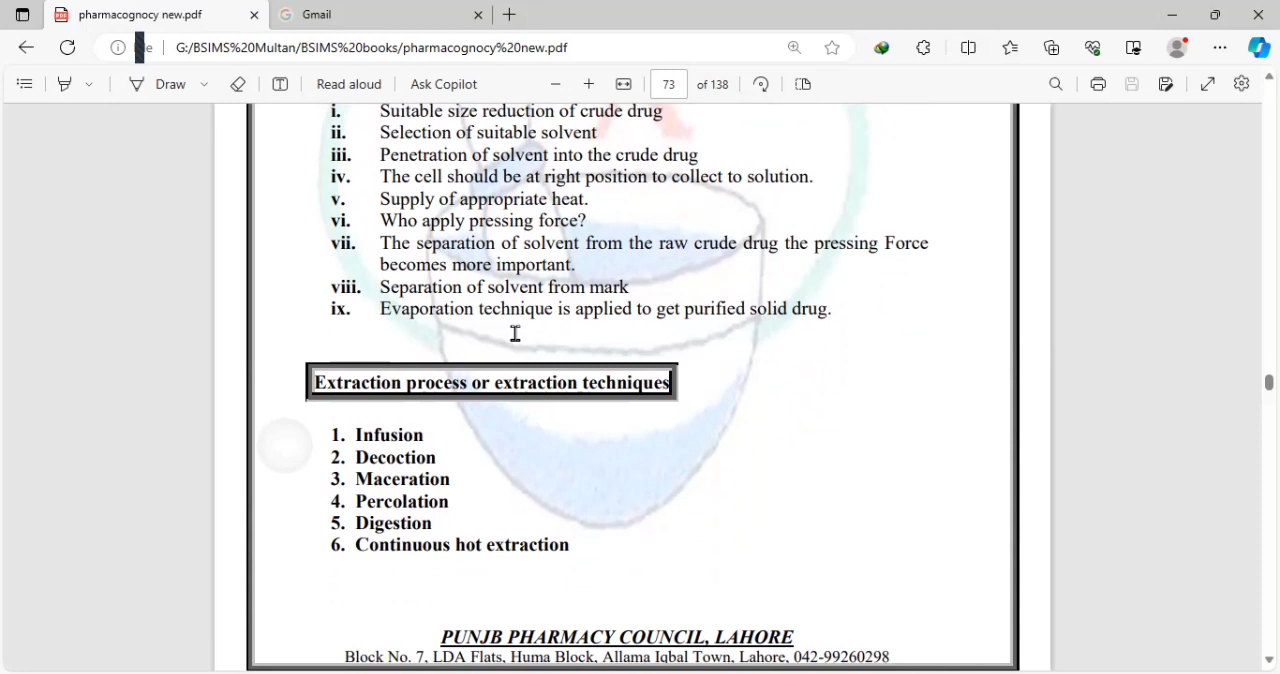 pharmacognocy new.pdf
Gmail
G:/BSIMS%20Multan/BSIMS%20books/pharmacognocy%20new.pdf
Draw
Read aloud
Ask Copilot
73 of 138
i. Suitable size reduction of crude drug
ii. Selection of suitable solvent
iii. Penetration of solvent into the crude drug
iv. The cell should be at right position to collect to solution.
v. Supply of appropriate heat.
vi. Who apply pressing force?
vii. The separation of solvent from the raw crude drug the pressing Force
becomes more important.
viii. Separation of solvent from mark
ix. Evaporation technique is applied to get purified solid drug.
Extraction process or extraction techniques
1. Infusion
2. Decoction
3. Maceration
4. Percolation
5. Digestion
6. Continuous hot extraction
PUNJB PHARMACY COUNCIL, LAHORE
Block No. 7, LDA Flats, Huma Block, Allama Iqbal Town, Lahore, 042-99260298